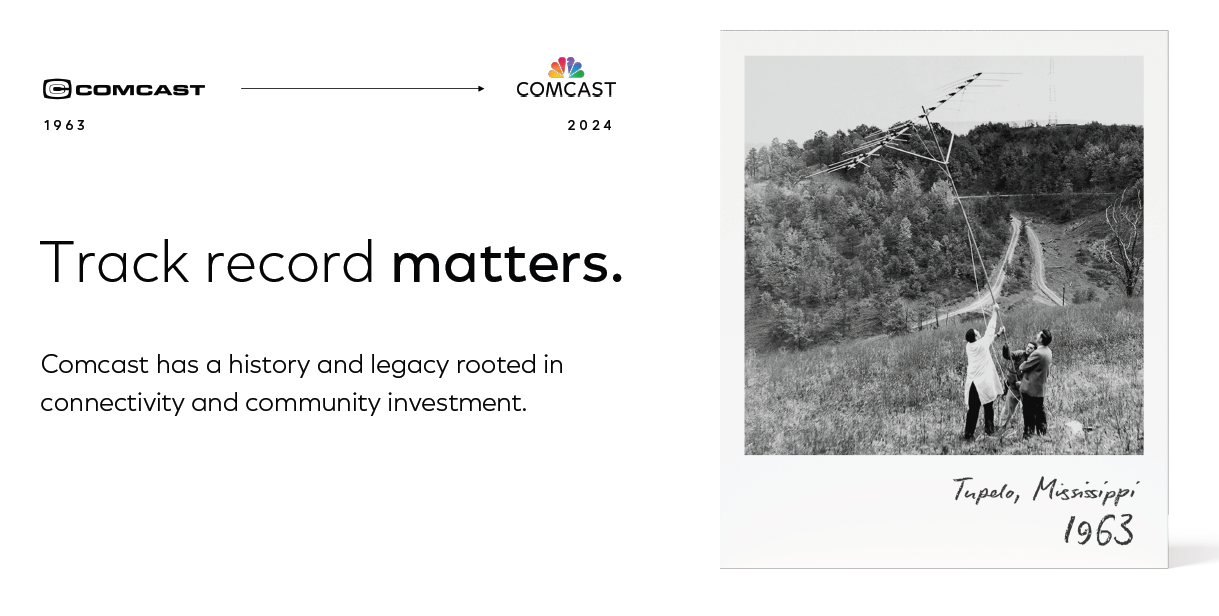 COMCAST
1963
COMCAST
2024
Track record matters.
Comcast has a history and legacy rooted in
connectivity and community investment.
Tupelo, Mississippi
1963